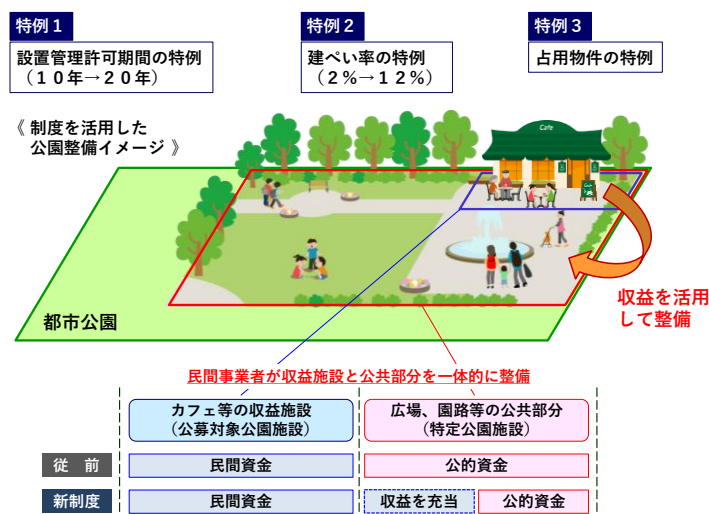 特例1
設置管理許可期間の特例
（１０年→２０年）
特例２
建ぺい率の特例
（２%→１２%）
特例３
占用物件の特例
《 制度を活用した
公園整備イメージ 》
Cafe
Cafe
都市公園
収益を活用
して整備
民間事業者が収益施設と公共部分を一体的に整備
カフェ等の収益施設
（公募対象公園施設）
広場、園路等の公共部分
（特定公園施設）
従　前
民間資金
公的資金
新制度
民間資金
収益を充当
公的資金